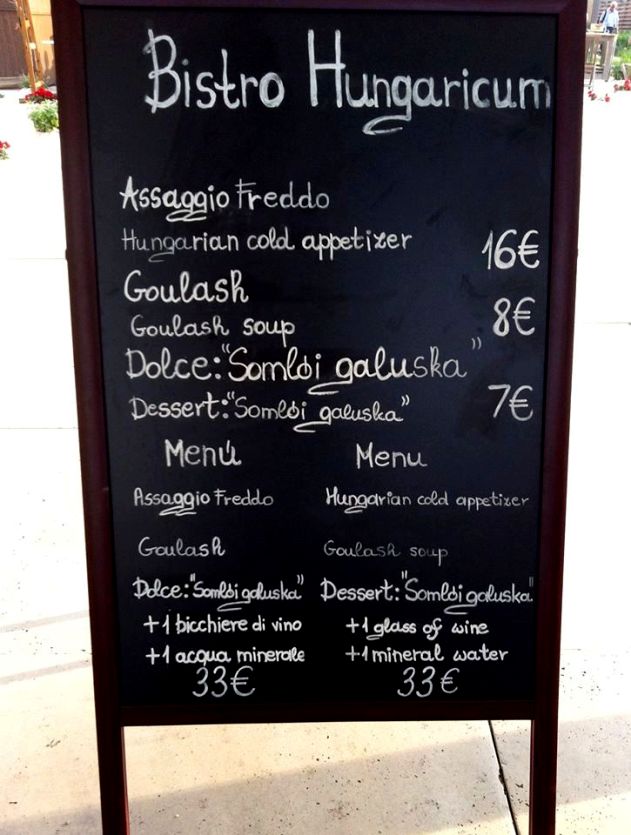 Bistro Hungaricum
Assaggio Freddo
Hungarian cold appetizer 16€
Goulash
Goulash soup 8€
Dolce: "Somlói galuska"
Dessert: "Somlói galuska" 7€
Menú Menu
Assaggio Freddo Hungarian cold appetizer
Goulash Goulash soup
Dolce: "Somlói galuska" Dessert: "Somlói galuska"
+1 bicchiere di vino +1 glass of wine
+1 acqua minerale +1 mineral water
33€ 33€